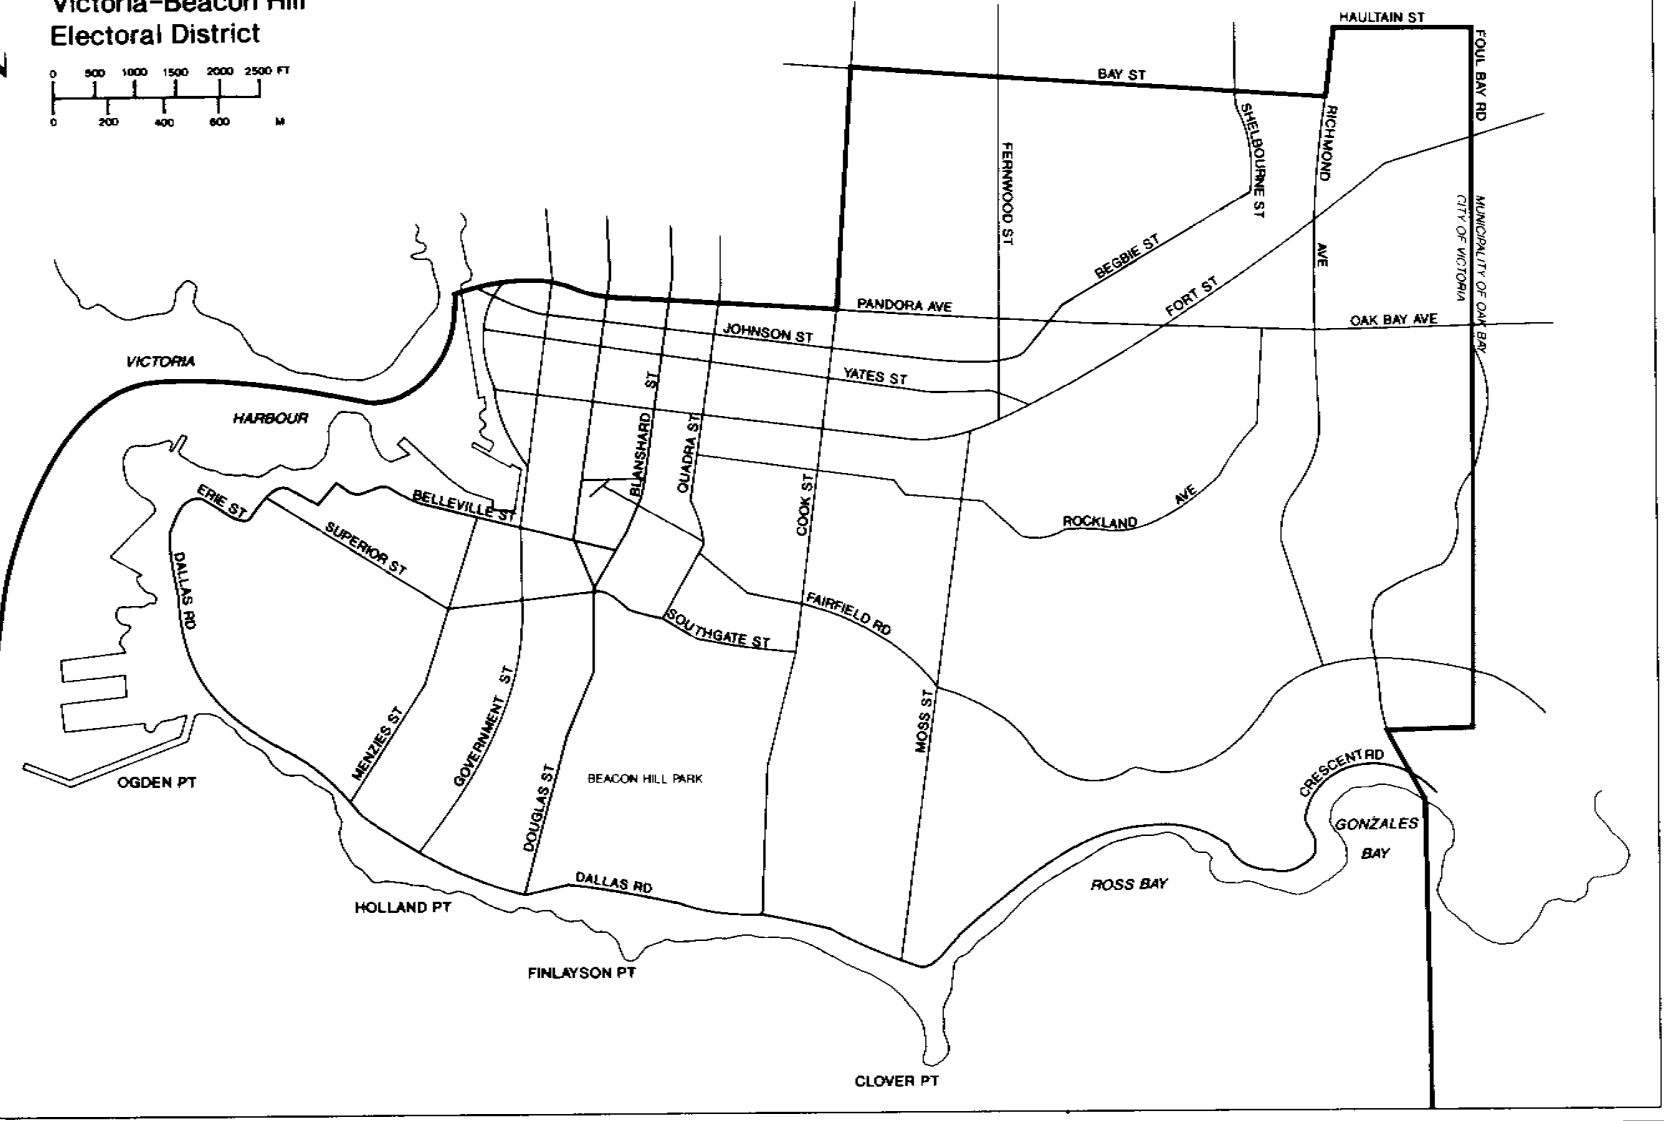 Victoria-Beacon Hill
Electoral District
0 500 1000 1500 2000 2500 FT
0 200 400 600 M
HAULTAIN ST
FOUL BAY RD
BAY ST
SHELBOURNE ST
RICHMOND AVE
FERNWOOD ST
MUNICIPALITY OF OAK BAY
CITY OF VICTORIA
BEGBIE ST
FORT ST
PANDORA AVE
OAK BAY AVE
JOHNSON ST
VICTORIA
HARBOUR
YATES ST
BLANSHARD ST
QUADRA ST
COOK ST
ERIE ST
BELLEVILLE ST
ROCKLAND AVE
SUPERIOR ST
DALLAS RD
FAIRFIELD RD
SOUTHGATE ST
MENZIES ST
GOVERNMENT ST
MOSS ST
OGDEN PT
BEACON HILL PARK
DOUGLAS ST
CRESCENT RD
GONZALES
BAY
DALLAS RD
ROSS BAY
HOLLAND PT
FINLAYSON PT
CLOVER PT